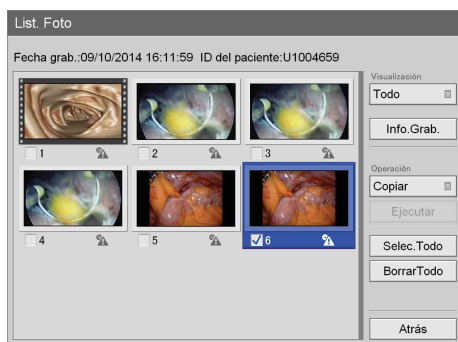 List. Foto
Fecha grab.:09/10/2014 16:11:59 ID del paciente:U1004659
Visualización
Todo
Info.Grab.
1
2
3
Operación
Copiar
Ejecutar
4
5
6
Selec.Todo
BorrarTodo
Atrás